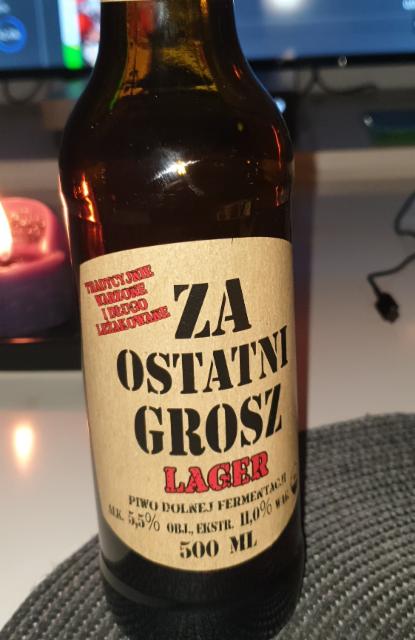 TRADYCYJNIE
WARZONE
I DŁUGO
LEŻAKOWANE
ZA
OSTATNI
GROSZ
LAGER
PIWO DOLNEJ FERMENTACJI
ALK. 5,5% OBJ., EKSTR. 11,0% WAG.
500 ML